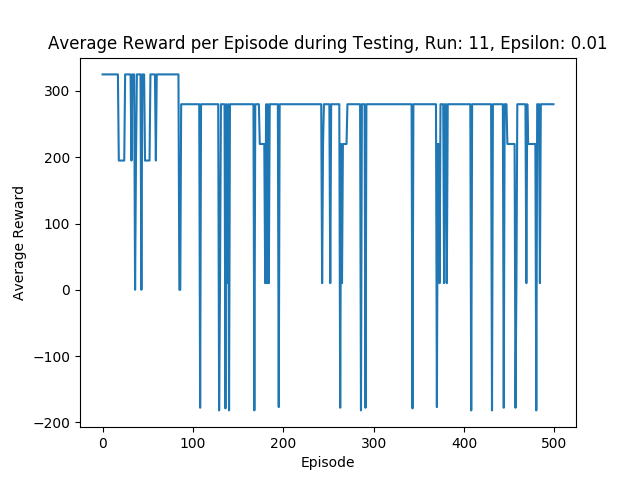 Average Reward per Episode during Testing, Run: 11, Epsilon: 0.01
300
200
100
0
−100
−200
Average Reward
0 100 200 300 400 500
Episode